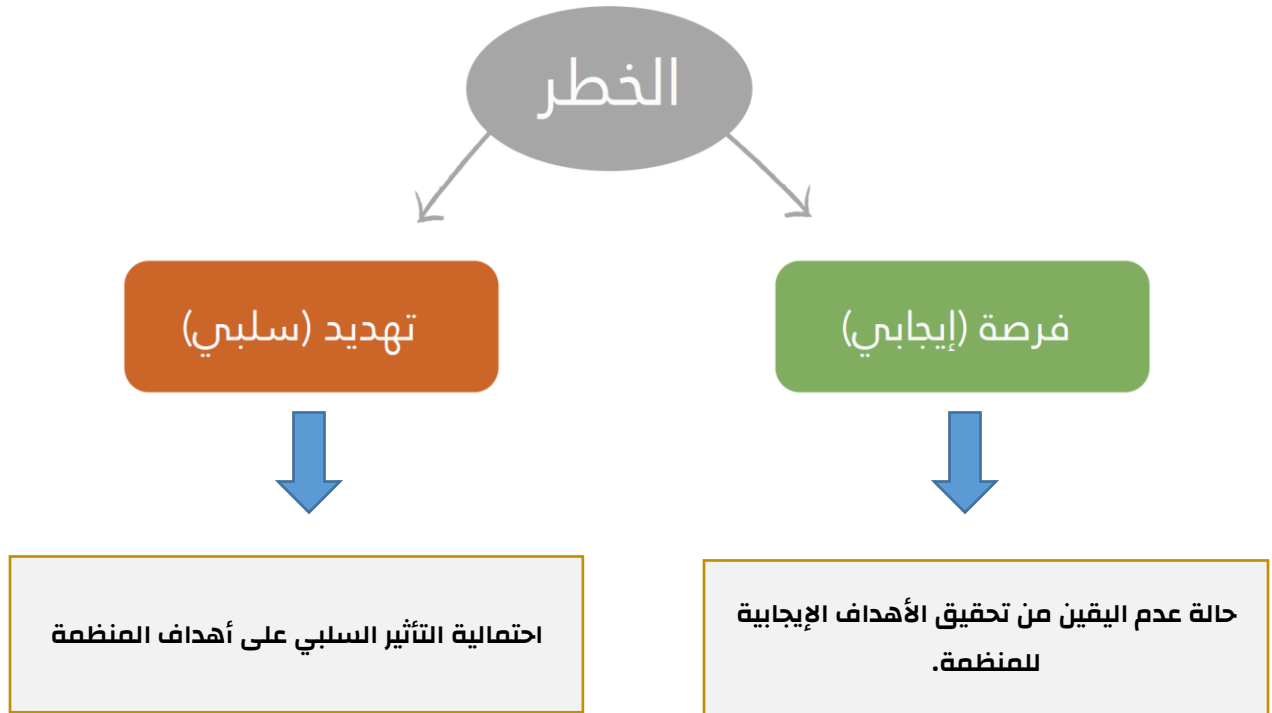 الخطر
فرصة (إيجابي)
تهديد (سلبي)
حالة عدم اليقين من تحقيق الأهداف الإيجابية
للمنظمة.
احتمالية التأثير السلبي على أهداف المنظمة